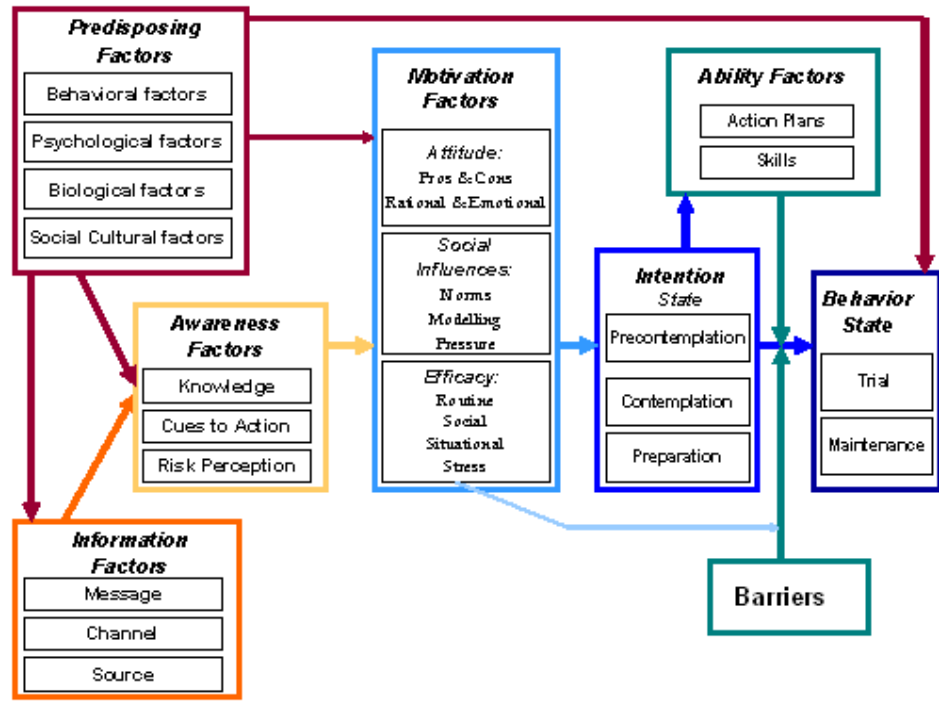 Predisposing
Factors
Behavioral factors
Psychological factors
Biological factors
Social Cultural factors
Awareness
Factors
Knowledge
Cues to Action
Risk Perception
Information
Factors
Message
Channel
Source
Motivation
Factors
Attitude:
Pros & Cons
Rational & Emotional
Social
Influences:
Norms
Modelling
Pressure
Efficacy:
Routine
Social
Situational
Stress
Ability Factors
Action Plans
Skills
Intention
State
Precontemplation
Contemplation
Preparation
Barriers
Behavior
State
Trial
Maintenance